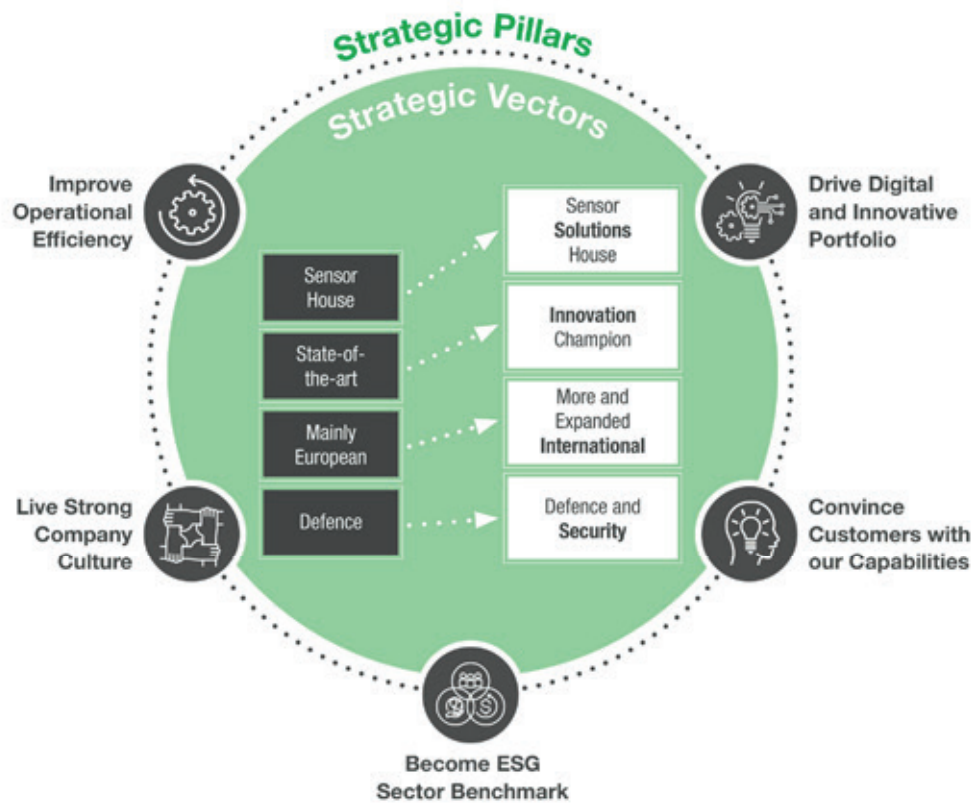 Strategic Pillars
Strategic Vectors
Improve
Operational
Efficiency
Drive Digital
and Innovative
Portfolio
Sensor
House
Sensor
Solutions
House
State-of-
the-art
Innovation
Champion
Mainly
European
More and
Expanded
International
Defence
Defence and
Security
Live Strong
Company
Culture
Convince
Customers with
our Capabilities
Become ESG
Sector Benchmark